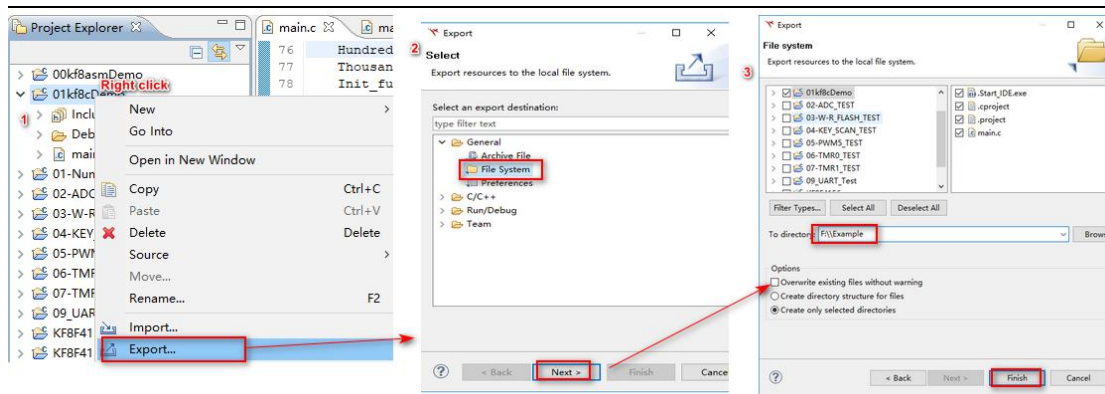 Project Explorer
main.c
ma
76 Hundred
77 Thousan
78 Init_fu
00kf8asmDemo
Right click
01kf8cDemo
1
Inclu
Deb
mai
01-Nun
02-ADC
03-W-R
04-KEY
05-PWM
06-TMR
07-TMR
09_UAR
KF8F41
KF8F41
New
Go Into
Open in New Window
Copy Ctrl+C
Paste Ctrl+V
Delete Delete
Source
Move...
Rename... F2
Import...
Export...
Export
2
Select
Export resources to the local file system.
Select an export destination:
type filter text
General
Archive File
File System
Preferences
C/C++
Run/Debug
Team
< Back Next > Finish Cance
Export
File system
Export resources to the local file system.
3
01kf8cDemo
02-ADC_TEST
03-W-R_FLASH_TEST
04-KEY_SCAN_TEST
05-PWM5_TEST
06-TMR0_TEST
07-TMR1_TEST
09_UART_Test
.Start_IDE.exe
.cproject
.project
main.c
Filter Types... Select All Deselect All
To directory: F:\\Example Brow
Options
Overwrite existing files without warning
Create directory structure for files
Create only selected directories
< Back Next > Finish Cancel